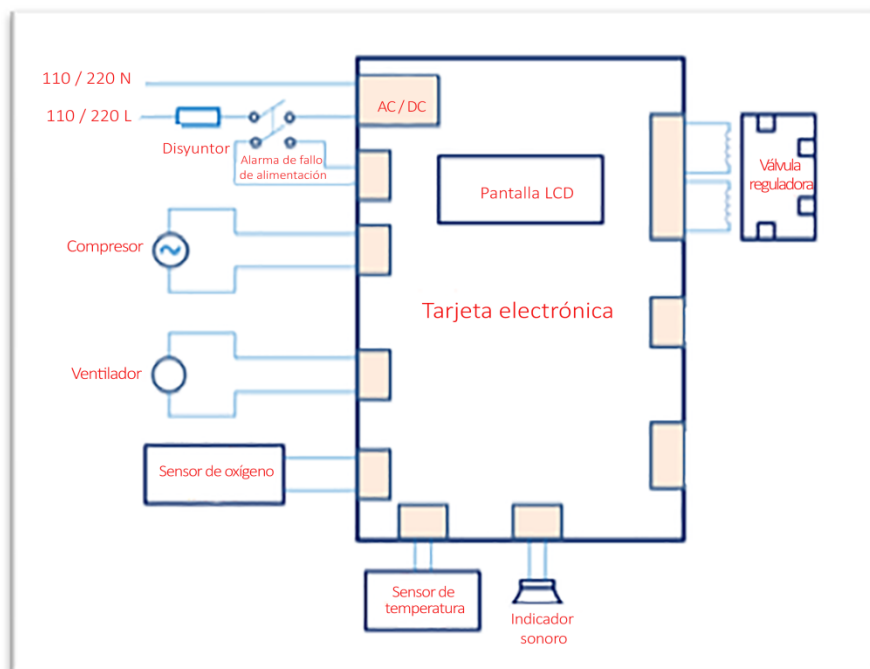 110 / 220 N
110 / 220 L
AC / DC
Disyuntor
Alarma de fallo
de alimentación
Pantalla LCD
Válvula
reguladora
Compresor
Tarjeta electrónica
Ventilador
Sensor de oxígeno
Sensor de
temperatura
Indicador
sonoro